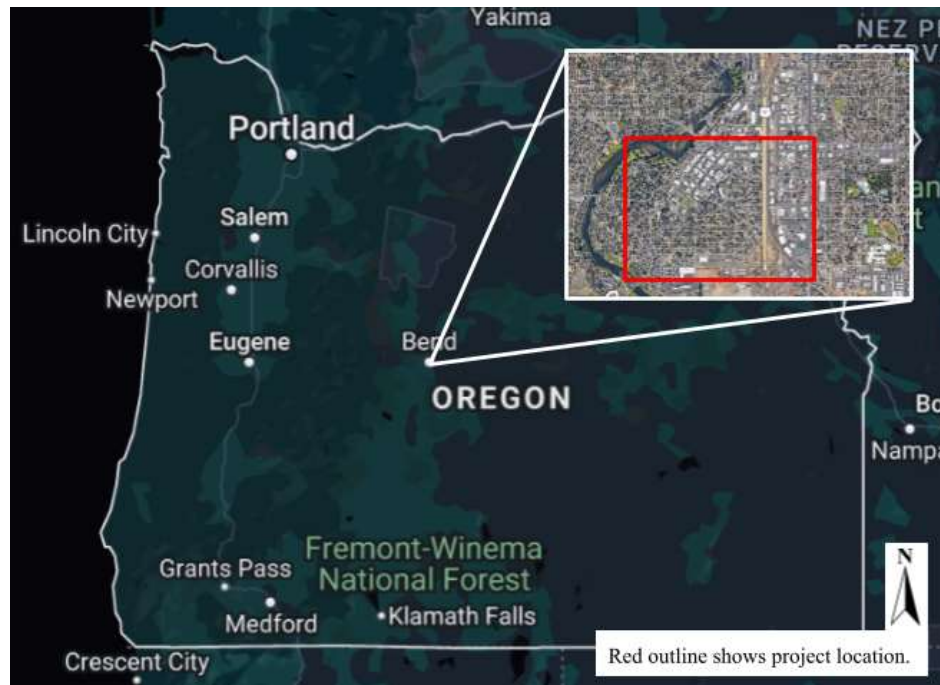 Yakima
NEZ P
RESERV
Portland
Salem
Lincoln City
Corvallis
Newport
Eugene
Bend
OREGON
Bo
Nampa
Fremont-Winema
National Forest
Grants Pass
Medford
Klamath Falls
Crescent City
N
Red outline shows project location.